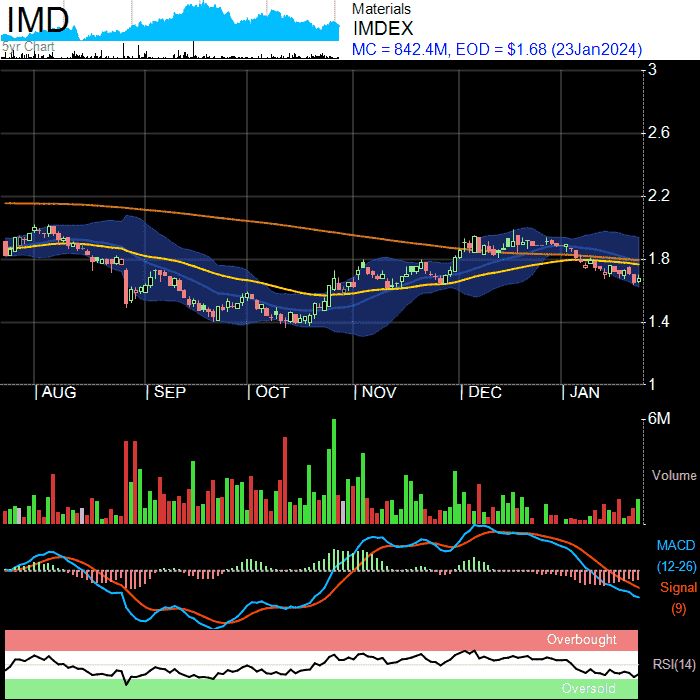 IMD
5yr Chart
Materials
IMDEX
MC = 842.4M, EOD = $1.68 (23Jan2024)
3
2.6
2.2
1.8
1.4
1
| AUG | SEP | OCT | NOV | DEC | JAN
6M
Volume
MACD
(12-26)
Signal
(9)
Overbought
RSI(14)
Oversold